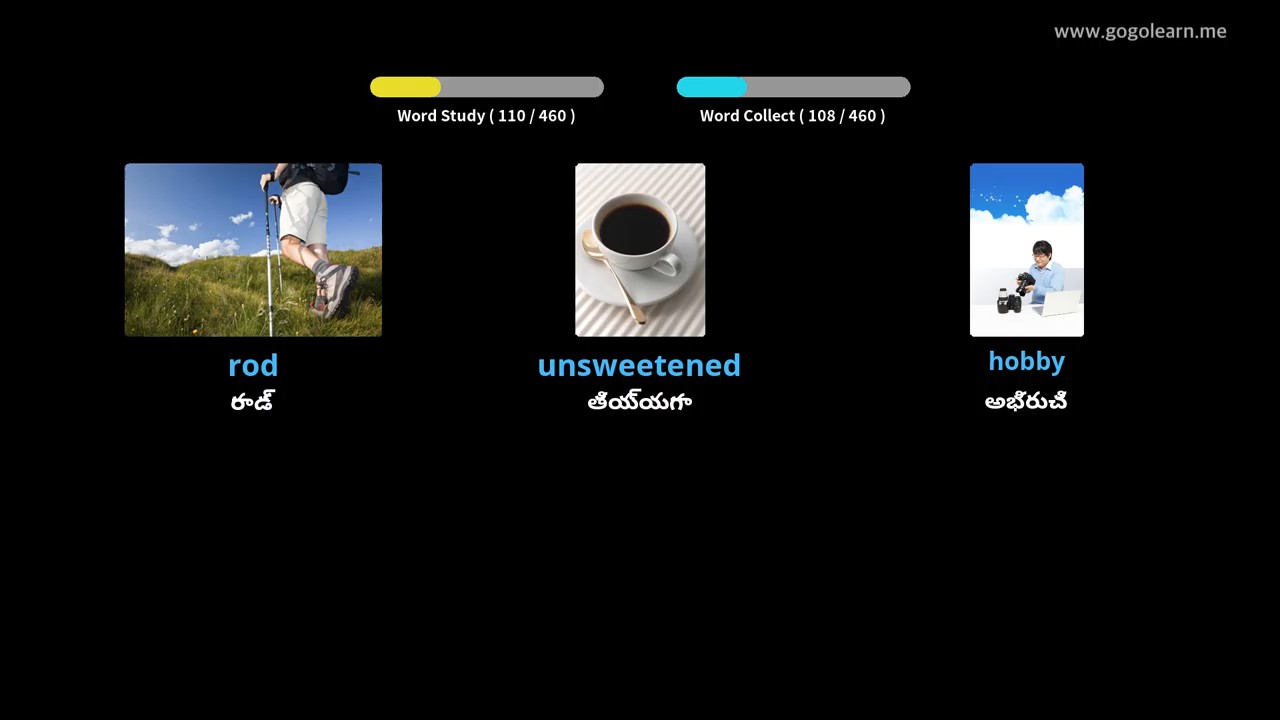 www.gogolearn.me
Word Study ( 110 / 460 )
Word Collect ( 108 / 460 )
rod
unsweetened
hobby
రాడ్
తియ్యగా
అభిరుచి